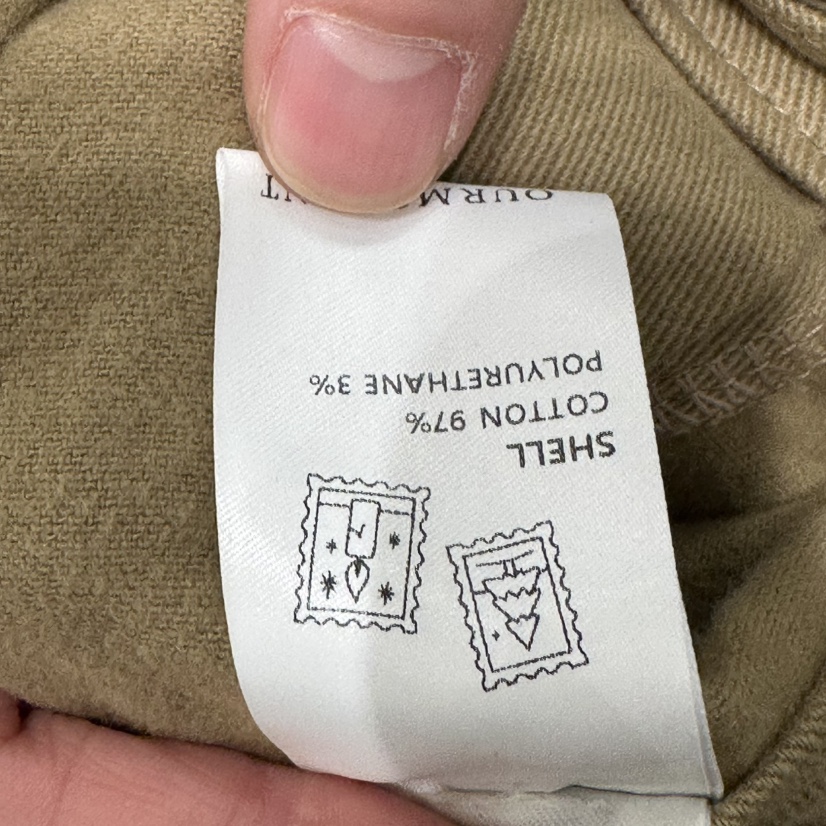 SHELL
COTTON 97%
POLYURETHANE 3%